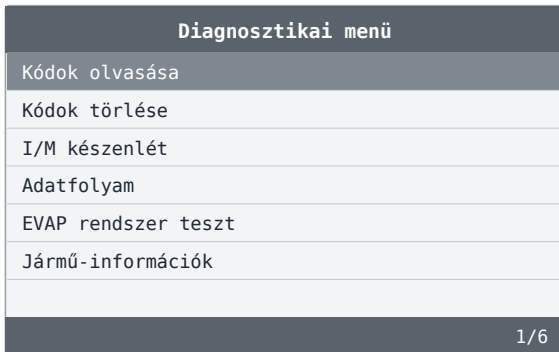 Diagnosztikai menü
Kódok olvasása
Kódok törlése
I/M készenlét
Adatfolyam
EVAP rendszer teszt
Jármű-információk
1/6